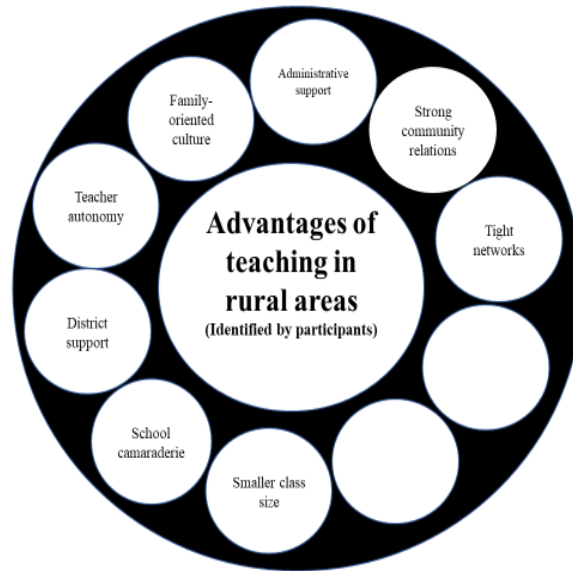 Advantages of
teaching in
rural areas
(Identified by participants)
Administrative
support
Strong
community
relations
Tight
networks
Smaller class
size
School
camaraderie
District
support
Teacher
autonomy
Family-
oriented
culture